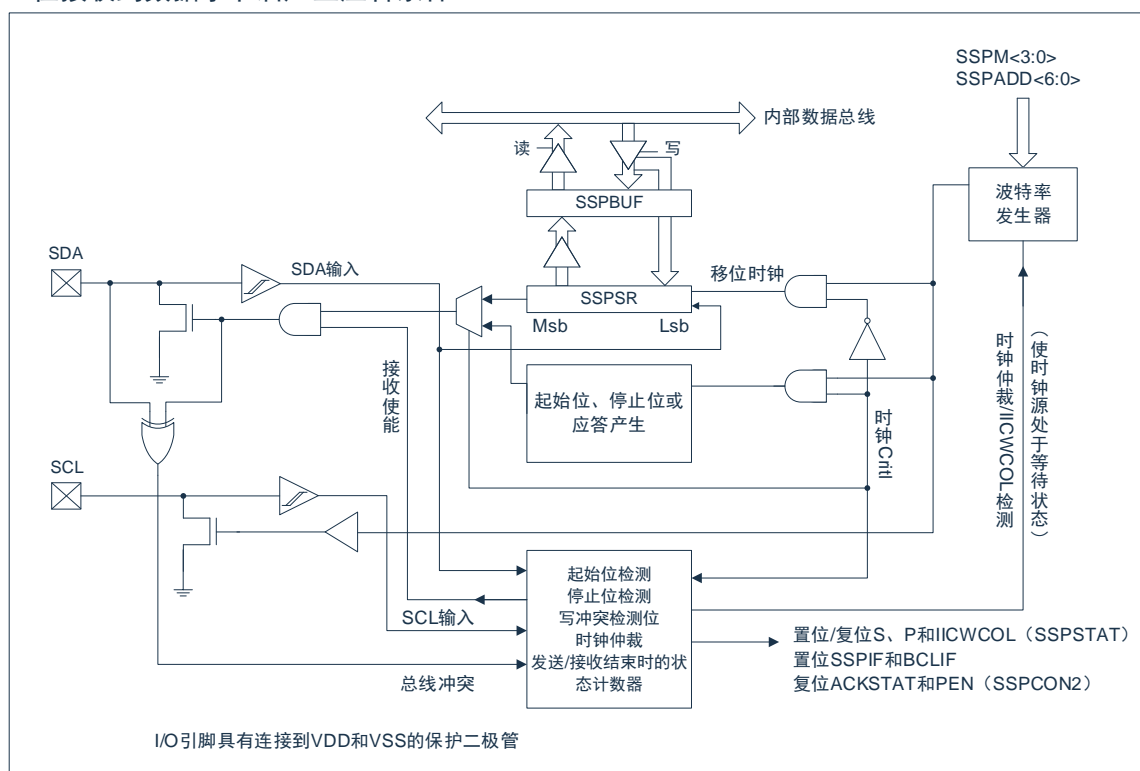 SSPM<3:0>
SSPADD<6:0>
内部数据总线
读
写
SSPBUF
波特率
发生器
SDA
SDA输入
移位时钟
SSPSR
Msb
Lsb
接收使能
起始位、停止位或
应答产生
时钟Critl
时钟仲裁/IICWCOL检测
（使时钟源处于等待状态）
SCL
SCL输入
起始位检测
停止位检测
写冲突检测位
时钟仲裁
发送/接收结束时的状
态计数器
总线冲突
置位/复位S、P和IICWCOL（SSPSTAT）
置位SSPIF和BCLIF
复位ACKSTAT和PEN（SSPCON2）
I/O引脚具有连接到VDD和VSS的保护二极管